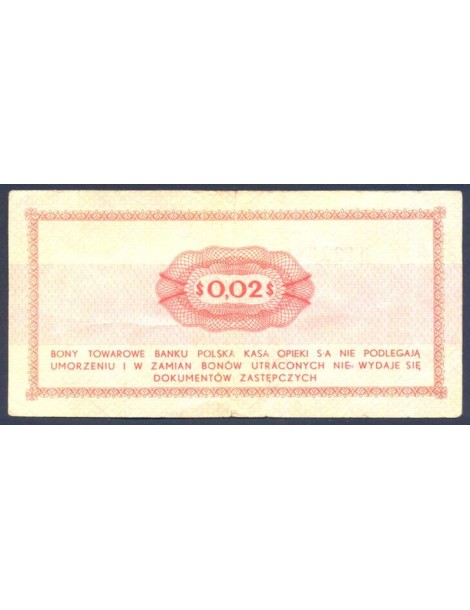 $0,02$
BONY TOWAROWE BANKU POLSKA KASA OPIEKI S·A NIE PODLEGAJĄ
UMORZENIU I W ZAMIAN BONÓW UTRACONYCH NIE WYDAJE SIĘ
DOKUMENTÓW ZASTĘPCZYCH